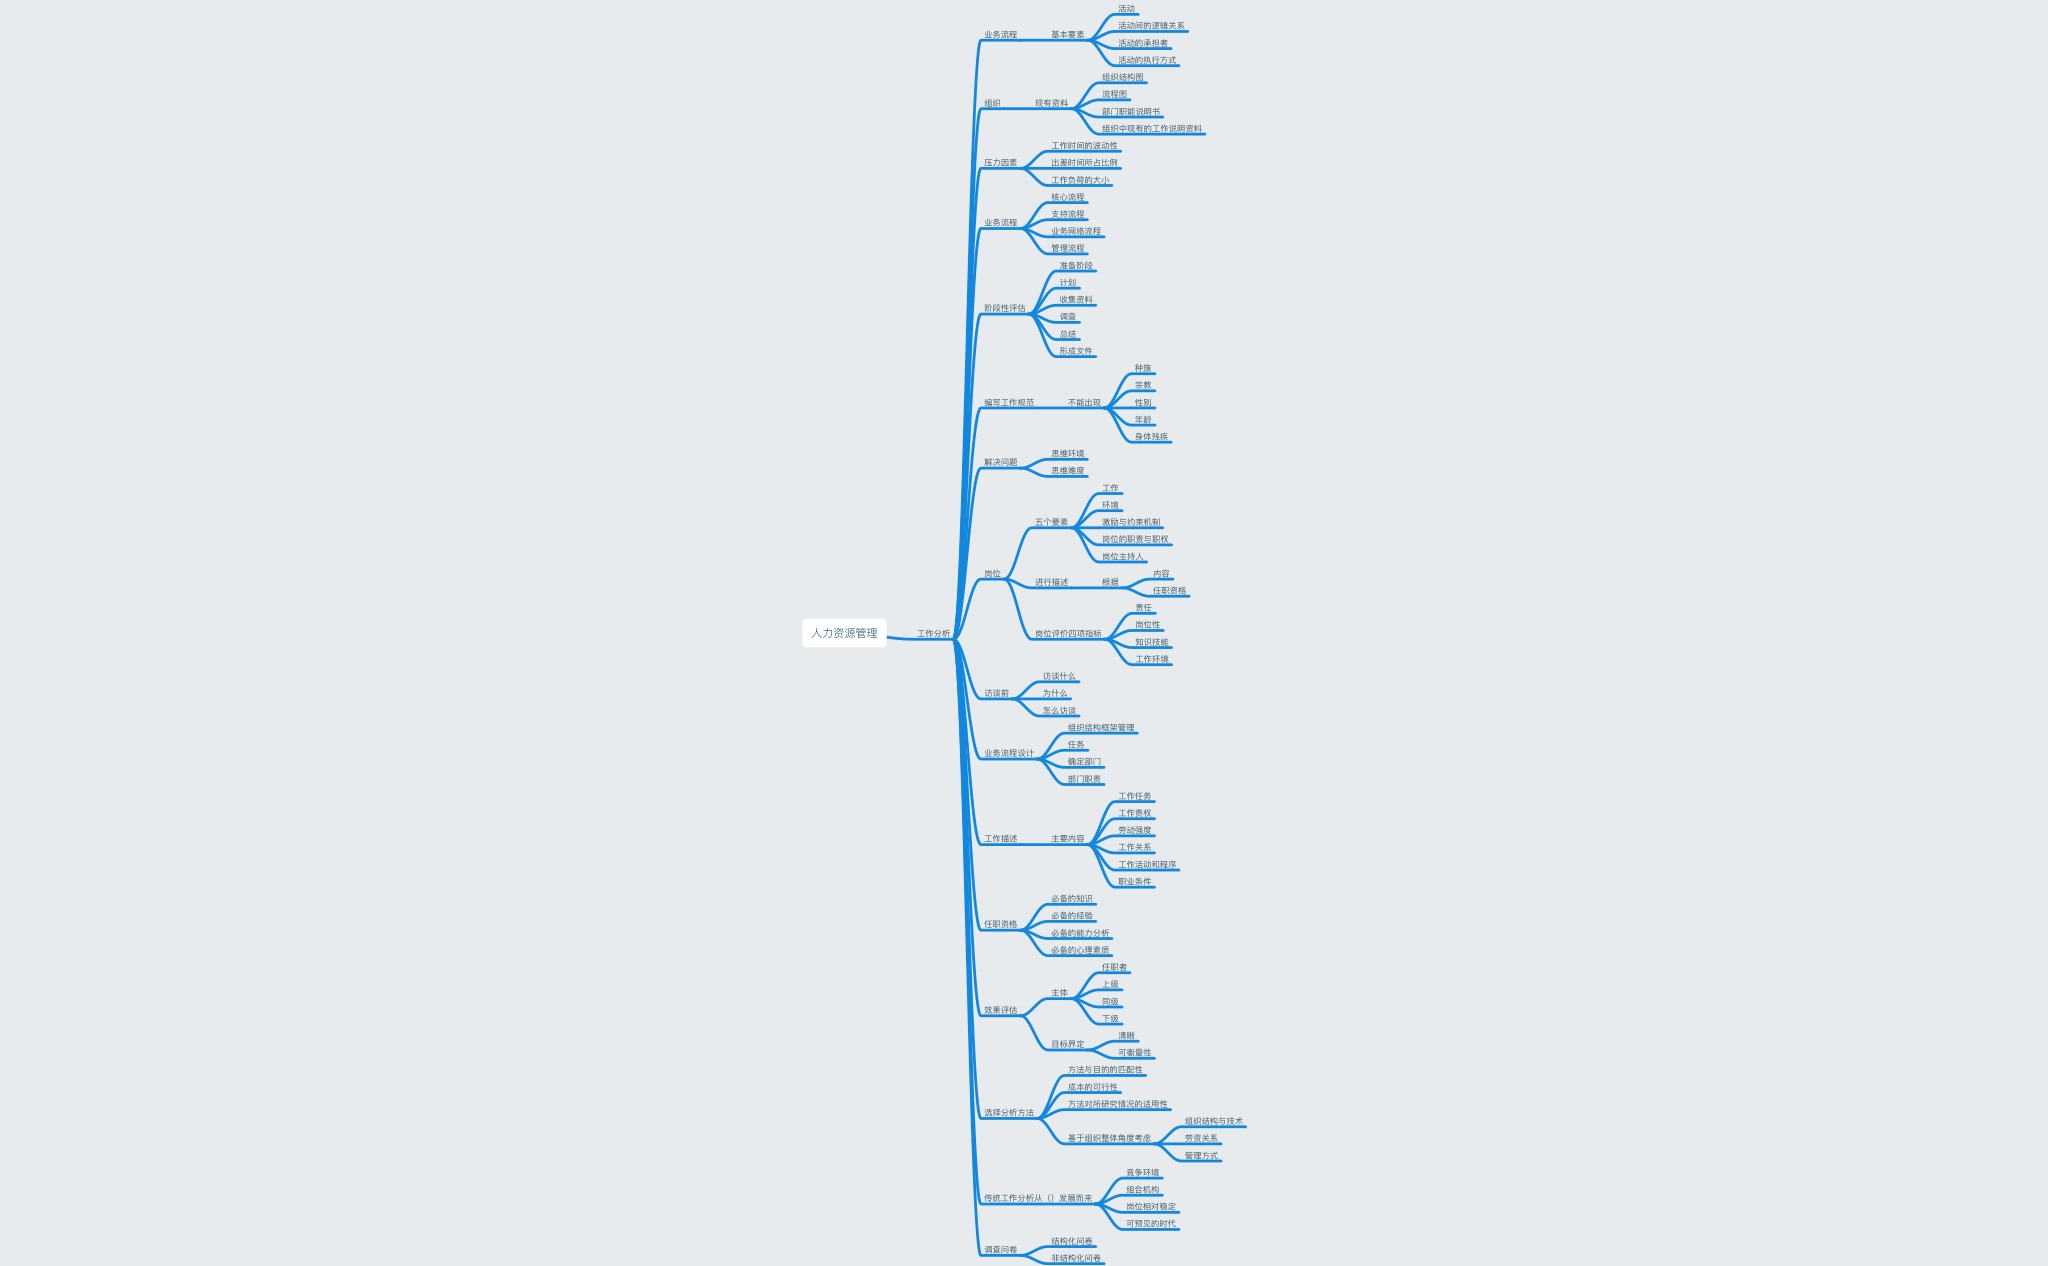 人力资源管理
工作分析
业务流程
基本要素
活动
活动间的逻辑关系
活动的承担者
活动的执行方式
组织
现有资料
组织结构图
流程图
部门职能说明书
组织中现有的工作说明资料
压力因素
工作时间的波动性
出差时间所占比例
工作负荷的大小
业务流程
核心流程
支持流程
业务网络流程
管理流程
阶段性评估
准备阶段
计划
收集资料
调查
总结
形成文件
编写工作规范
不能出现
种族
宗教
性别
年龄
身体残疾
解决问题
思维环境
思维难度
岗位
五个要素
工作
环境
激励与约束机制
岗位的职责与职权
岗位主持人
进行描述
根据
内容
任职资格
岗位评价四项指标
责任
岗位性
知识技能
工作环境
访谈前
访谈什么
为什么
怎么访谈
业务流程设计
组织结构框架管理
任务
确定部门
部门职责
工作描述
主要内容
工作任务
工作责权
劳动强度
工作关系
工作活动和程序
职业条件
任职资格
必备的知识
必备的经验
必备的能力分析
必备的心理素质
效果评估
主体
任职者
上级
同级
下级
目标界定
清晰
可衡量性
选择分析方法
方法与目的的匹配性
成本的可行性
方法对所研究情况的适用性
基于组织整体角度考虑
组织结构与技术
劳资关系
管理方式
传统工作分析从（）发展而来
竞争环境
组合机构
岗位相对稳定
可预见的时代
调查问卷
结构化问卷
非结构化问卷